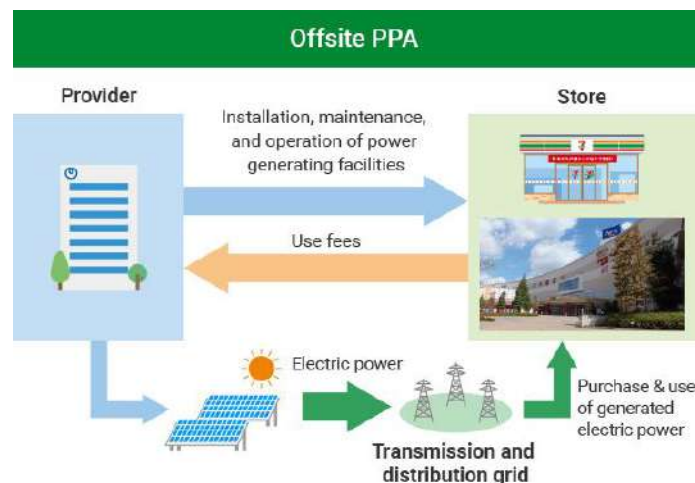 Offsite PPA
Provider
Store
Installation, maintenance,
and operation of power
generating facilities
7
Use fees
Electric power
Purchase & use
of generated
electric power
Transmission and
distribution grid